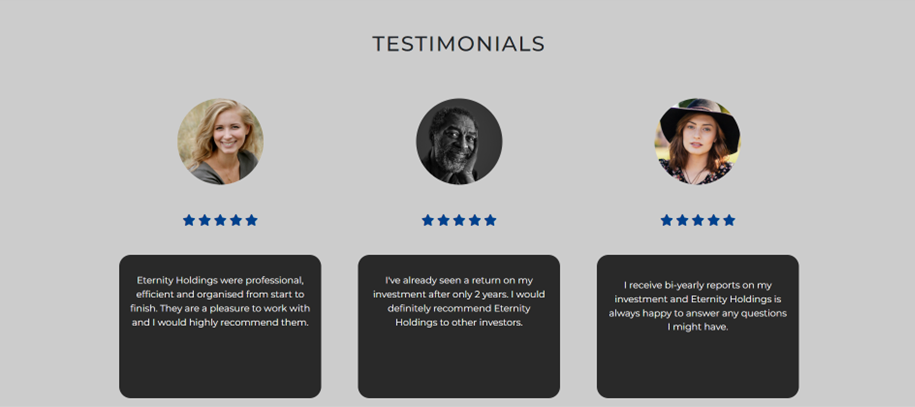 TESTIMONIALS
Eternity Holdings were professional,
efficient and organised from start to
finish. They are a pleasure to work with
and I would highly recommend them.
I've already seen a return on my
investment after only 2 years. I would
definitely recommend Eternity
Holdings to other investors.
I receive bi-yearly reports on my
investment and Eternity Holdings is
always happy to answer any questions
I might have.